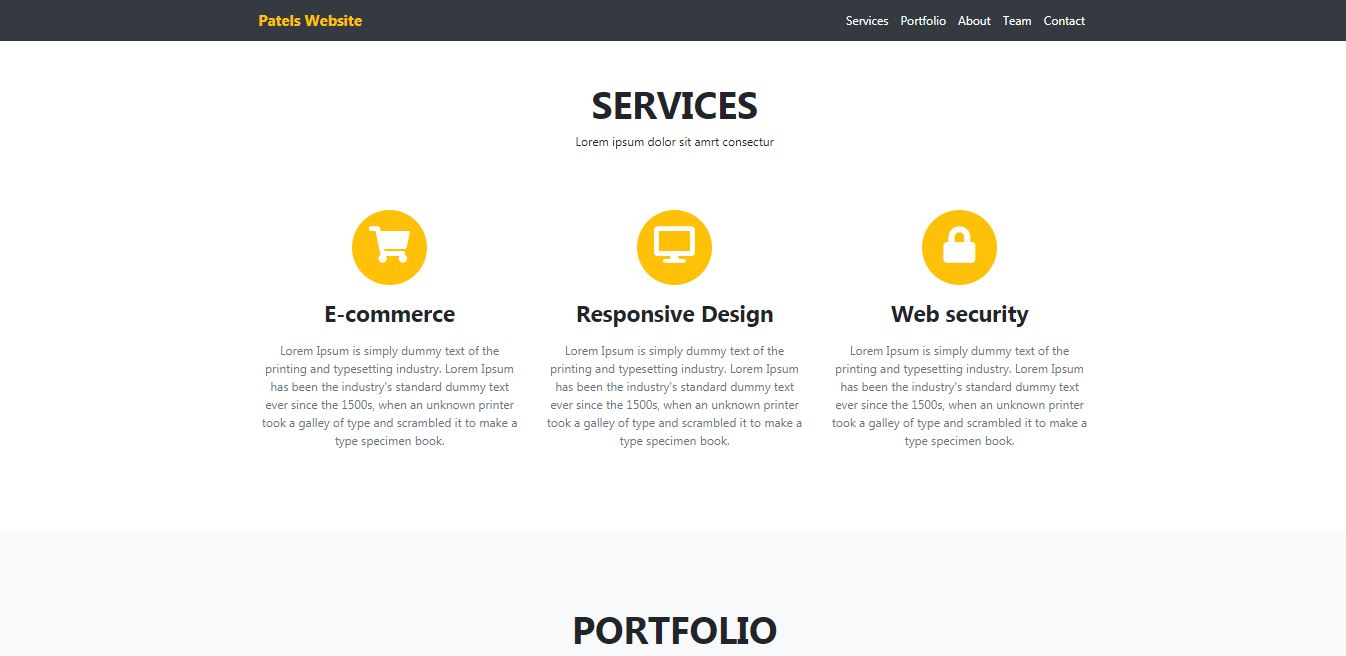 Patels Website
Services Portfolio About Team Contact
SERVICES
Lorem ipsum dolor sit amrt consectur
E-commerce
Lorem Ipsum is simply dummy text of the
printing and typesetting industry. Lorem Ipsum
has been the industry's standard dummy text
ever since the 1500s, when an unknown printer
took a galley of type and scrambled it to make a
type specimen book.
Responsive Design
Lorem Ipsum is simply dummy text of the
printing and typesetting industry. Lorem Ipsum
has been the industry's standard dummy text
ever since the 1500s, when an unknown printer
took a galley of type and scrambled it to make a
type specimen book.
Web security
Lorem Ipsum is simply dummy text of the
printing and typesetting industry. Lorem Ipsum
has been the industry's standard dummy text
ever since the 1500s, when an unknown printer
took a galley of type and scrambled it to make a
type specimen book.
PORTFOLIO